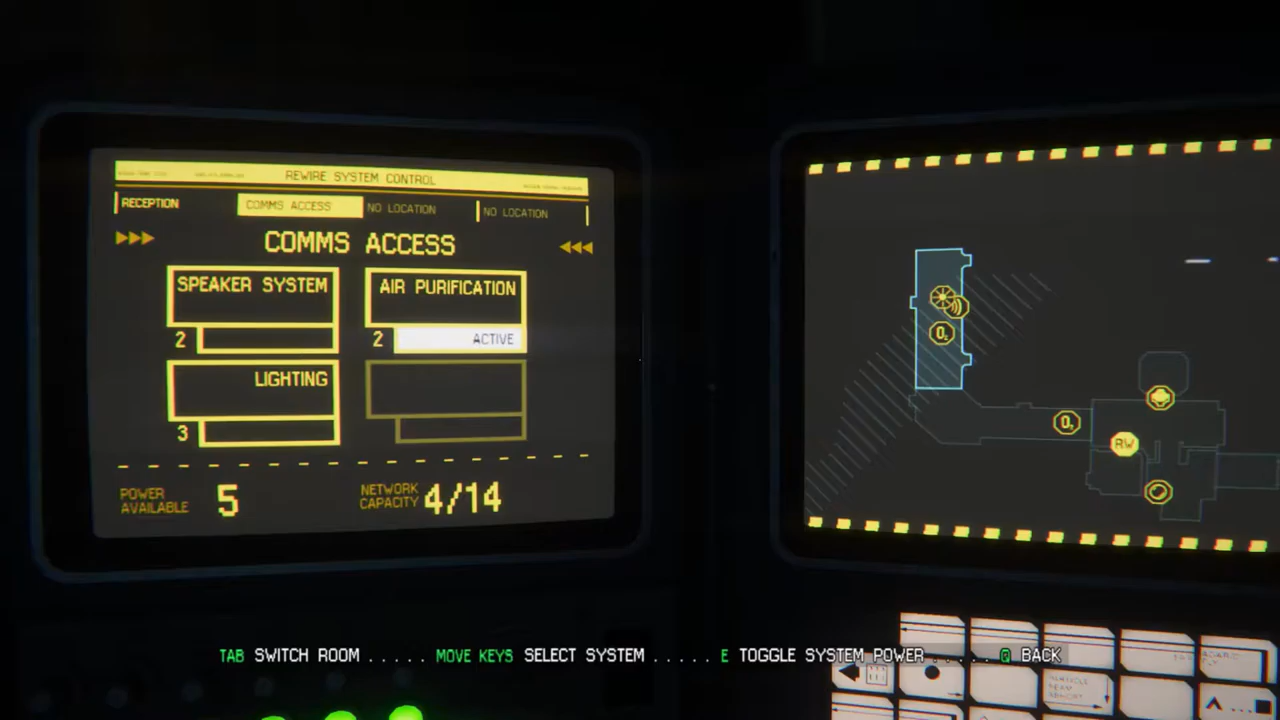 REWIRE SYSTEM CONTROL
RECEPTION
COMMS ACCESS
NO LOCATION
NO LOCATION
COMMS ACCESS
SPEAKER SYSTEM
2
AIR PURIFICATION
2
ACTIVE
LIGHTING
3
POWER
AVAILABLE
5
NETWORK
CAPACITY
4/14
O₂
O₂
RW
TAB SWITCH ROOM ..... MOVE KEYS SELECT SYSTEM ..... E TOGGLE SYSTEM POWER ..... Q BACK